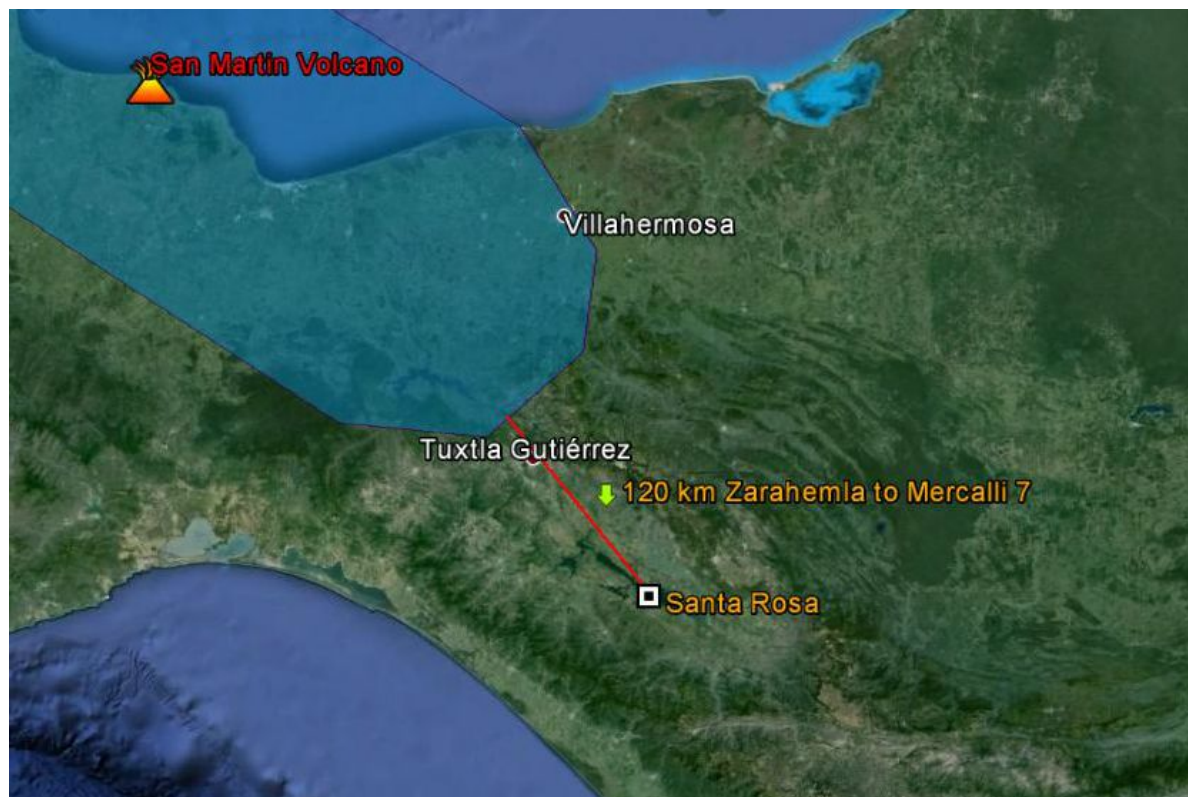 San Martin Volcano
Villahermosa
Tuxtla Gutiérrez
120 km Zarahemla to Mercalli 7
Santa Rosa